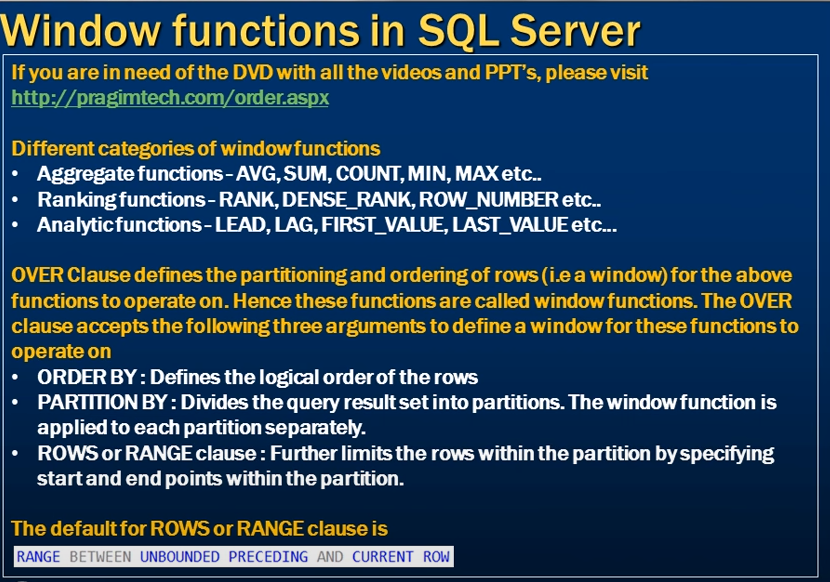 Window functions in SQL Server
If you are in need of the DVD with all the videos and PPT's, please visit
http://pragimtech.com/order.aspx
Different categories of window functions
• Aggregate functions - AVG, SUM, COUNT, MIN, MAX etc..
• Ranking functions - RANK, DENSE_RANK, ROW_NUMBER etc..
• Analytic functions - LEAD, LAG, FIRST_VALUE, LAST_VALUE etc...
OVER Clause defines the partitioning and ordering of rows (i.e a window) for the above
functions to operate on. Hence these functions are called window functions. The OVER
clause accepts the following three arguments to define a window for these functions to
operate on
• ORDER BY : Defines the logical order of the rows
• PARTITION BY : Divides the query result set into partitions. The window function is
applied to each partition separately.
• ROWS or RANGE clause : Further limits the rows within the partition by specifying
start and end points within the partition.
The default for ROWS or RANGE clause is
RANGE BETWEEN UNBOUNDED PRECEDING AND CURRENT ROW